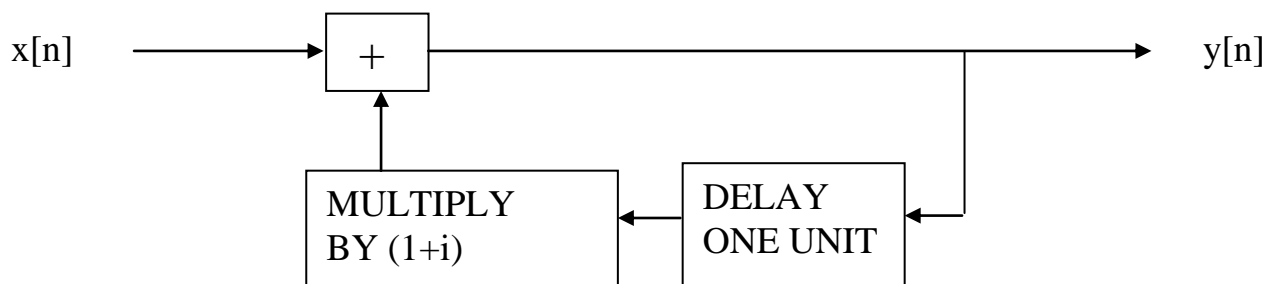 x[n]
+
y[n]
MULTIPLY
BY (1+i)
DELAY
ONE UNIT